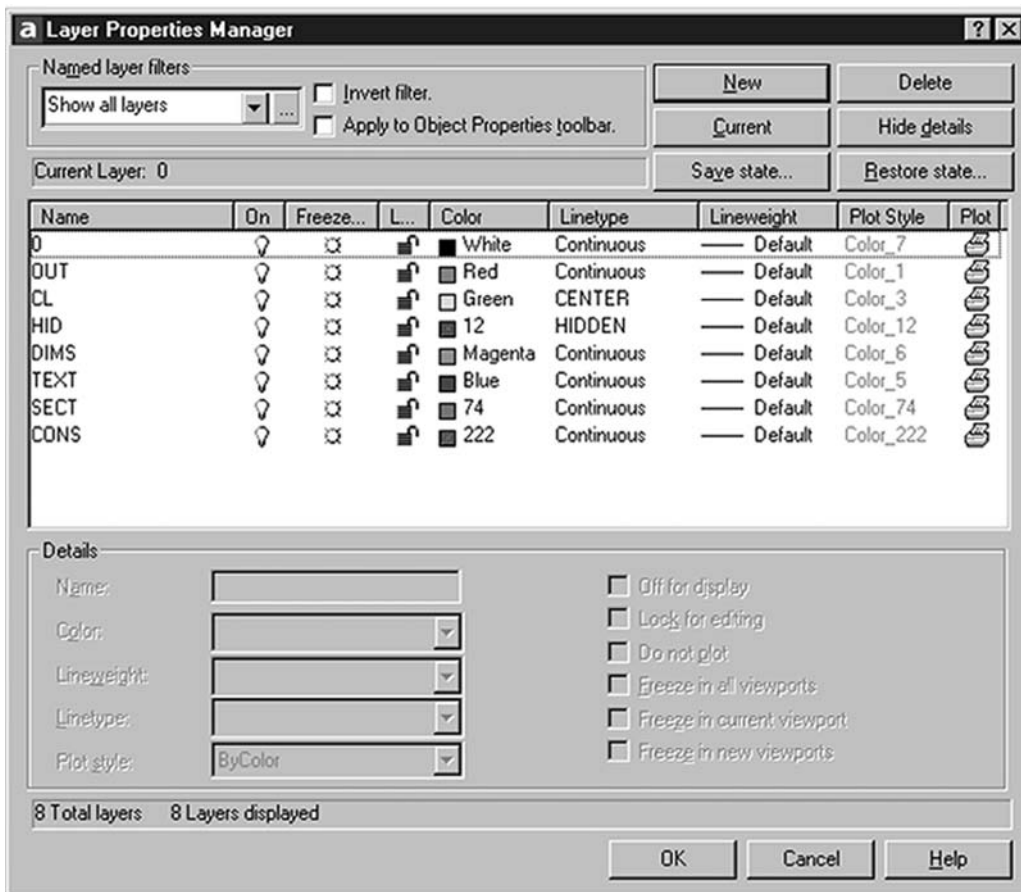 a Layer Properties Manager
Named layer filters
Show all layers ... Invert filter.
Apply to Object Properties toolbar.
New Delete
Current Hide details
Current Layer: 0
Save state... Restore state...
Name On Freeze... L... Color Linetype Lineweight Plot Style Plot
0 White Continuous Default Color_7
OUT Red Continuous Default Color_1
CL Green CENTER Default Color_3
HID 12 HIDDEN Default Color_12
DIMS Magenta Continuous Default Color_6
TEXT Blue Continuous Default Color_5
SECT 74 Continuous Default Color_74
CONS 222 Continuous Default Color_222
Details
Name: Off for display
Color: Lock for editing
Do not plot
Lineweight: Freeze in all viewports
Linetype: Freeze in current viewport
Plot style: ByColor Freeze in new viewports
8 Total layers 8 Layers displayed
OK Cancel Help